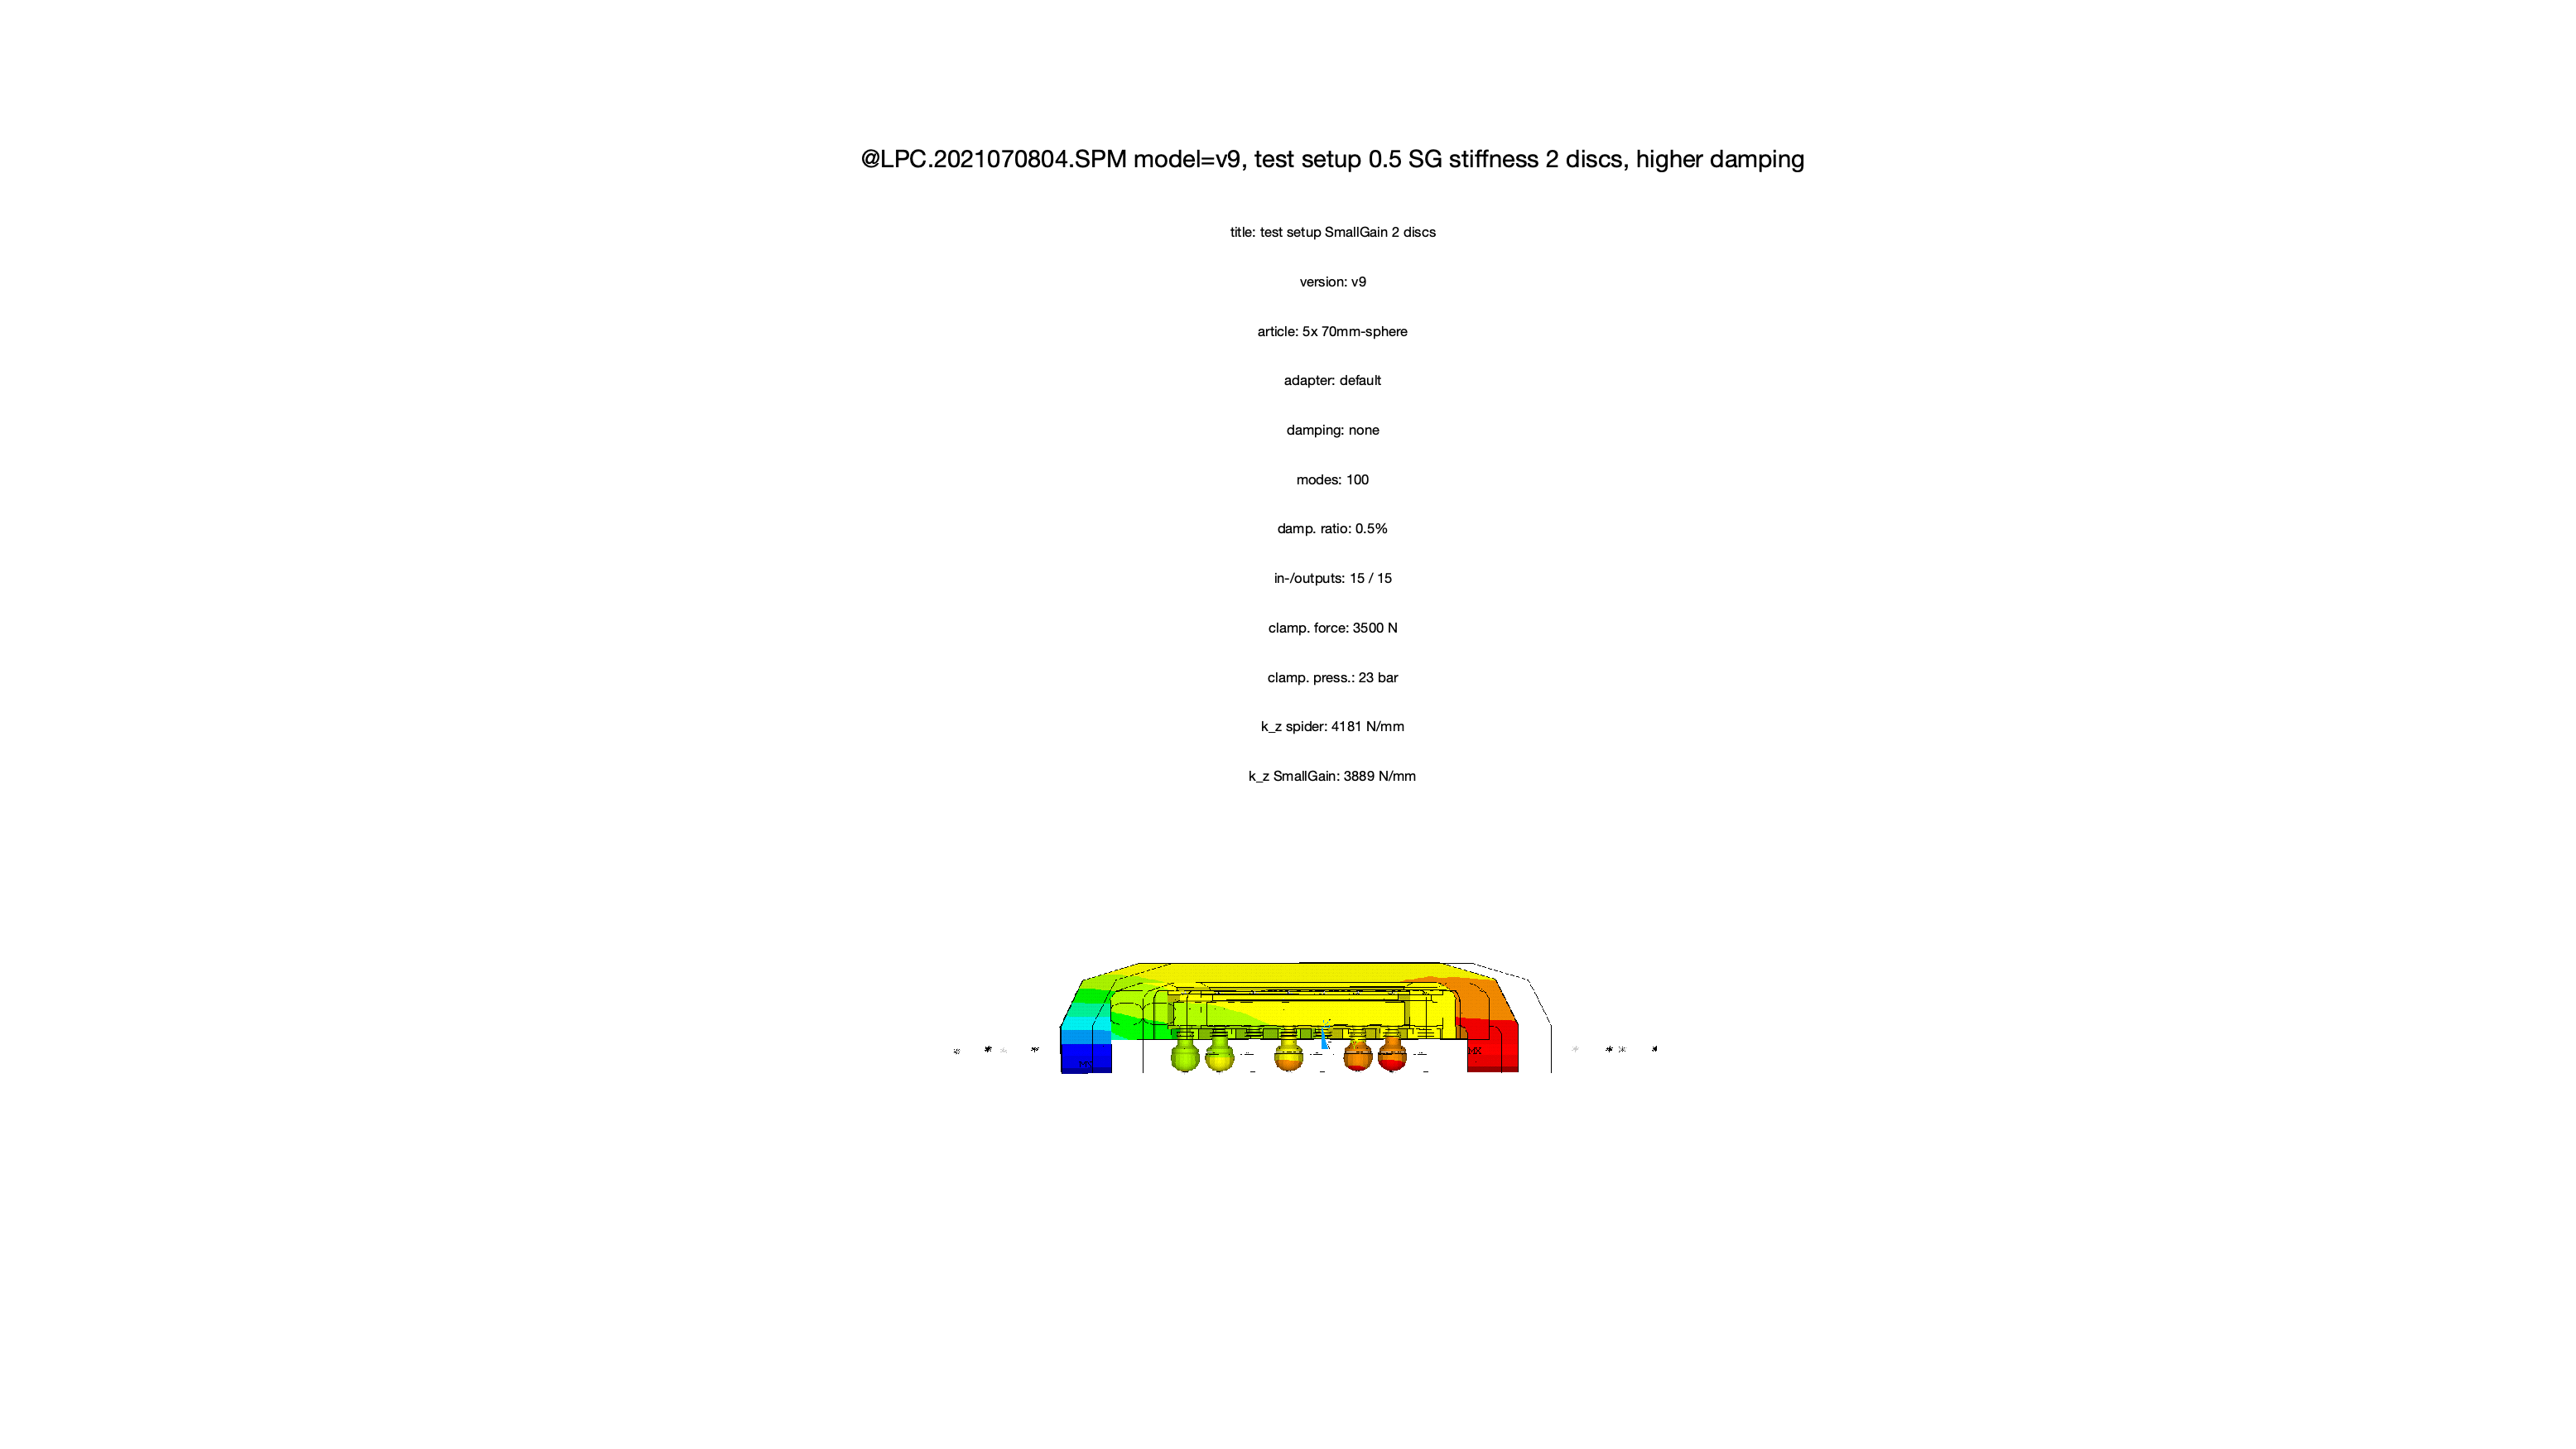 @LPC.2021070804.SPM model=v9, test setup 0.5 SG stiffness 2 discs, higher damping
title: test setup SmallGain 2 discs
version: v9
article: 5x 70mm-sphere
adapter: default
damping: none
modes: 100
damp. ratio: 0.5%
in-/outputs: 15 / 15
clamp. force: 3500 N
clamp. press.: 23 bar
k_z spider: 4181 N/mm
k_z SmallGain: 3889 N/mm
MX